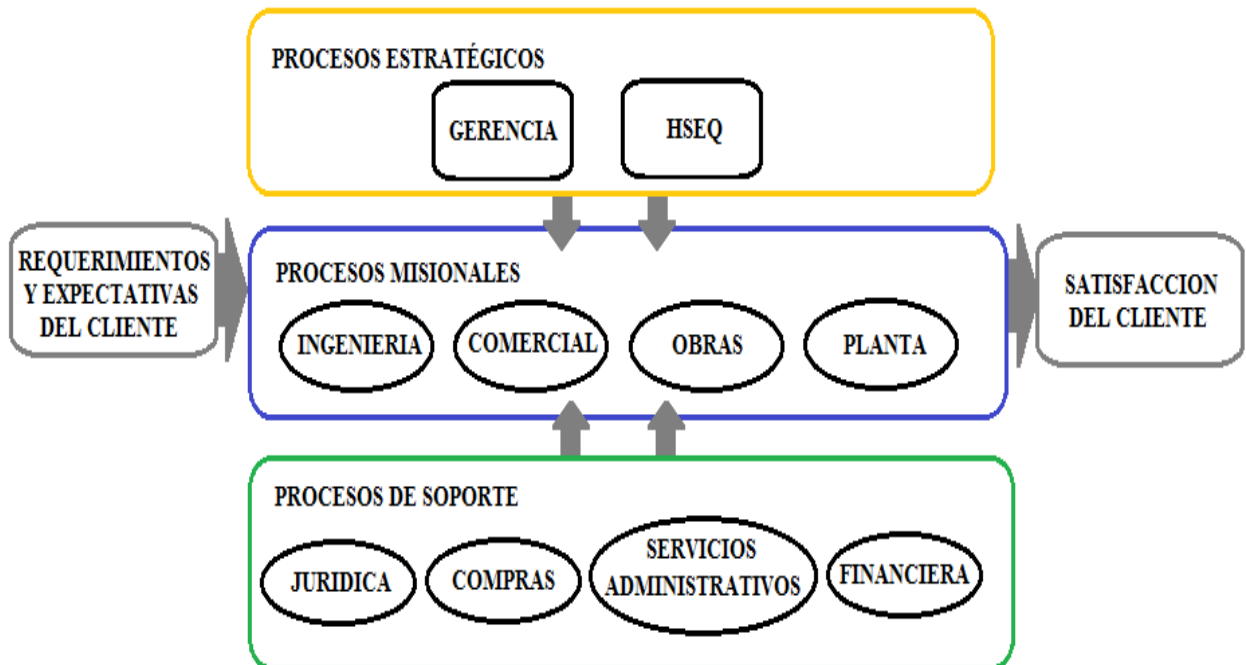 PROCESOS ESTRATÉGICOS
GERENCIA
HSEQ
REQUERIMIENTOS
Y EXPECTATIVAS
DEL CLIENTE
PROCESOS MISIONALES
INGENIERIA
COMERCIAL
OBRAS
PLANTA
SATISFACCION
DEL CLIENTE
PROCESOS DE SOPORTE
JURIDICA
COMPRAS
SERVICIOS
ADMINISTRATIVOS
FINANCIERA